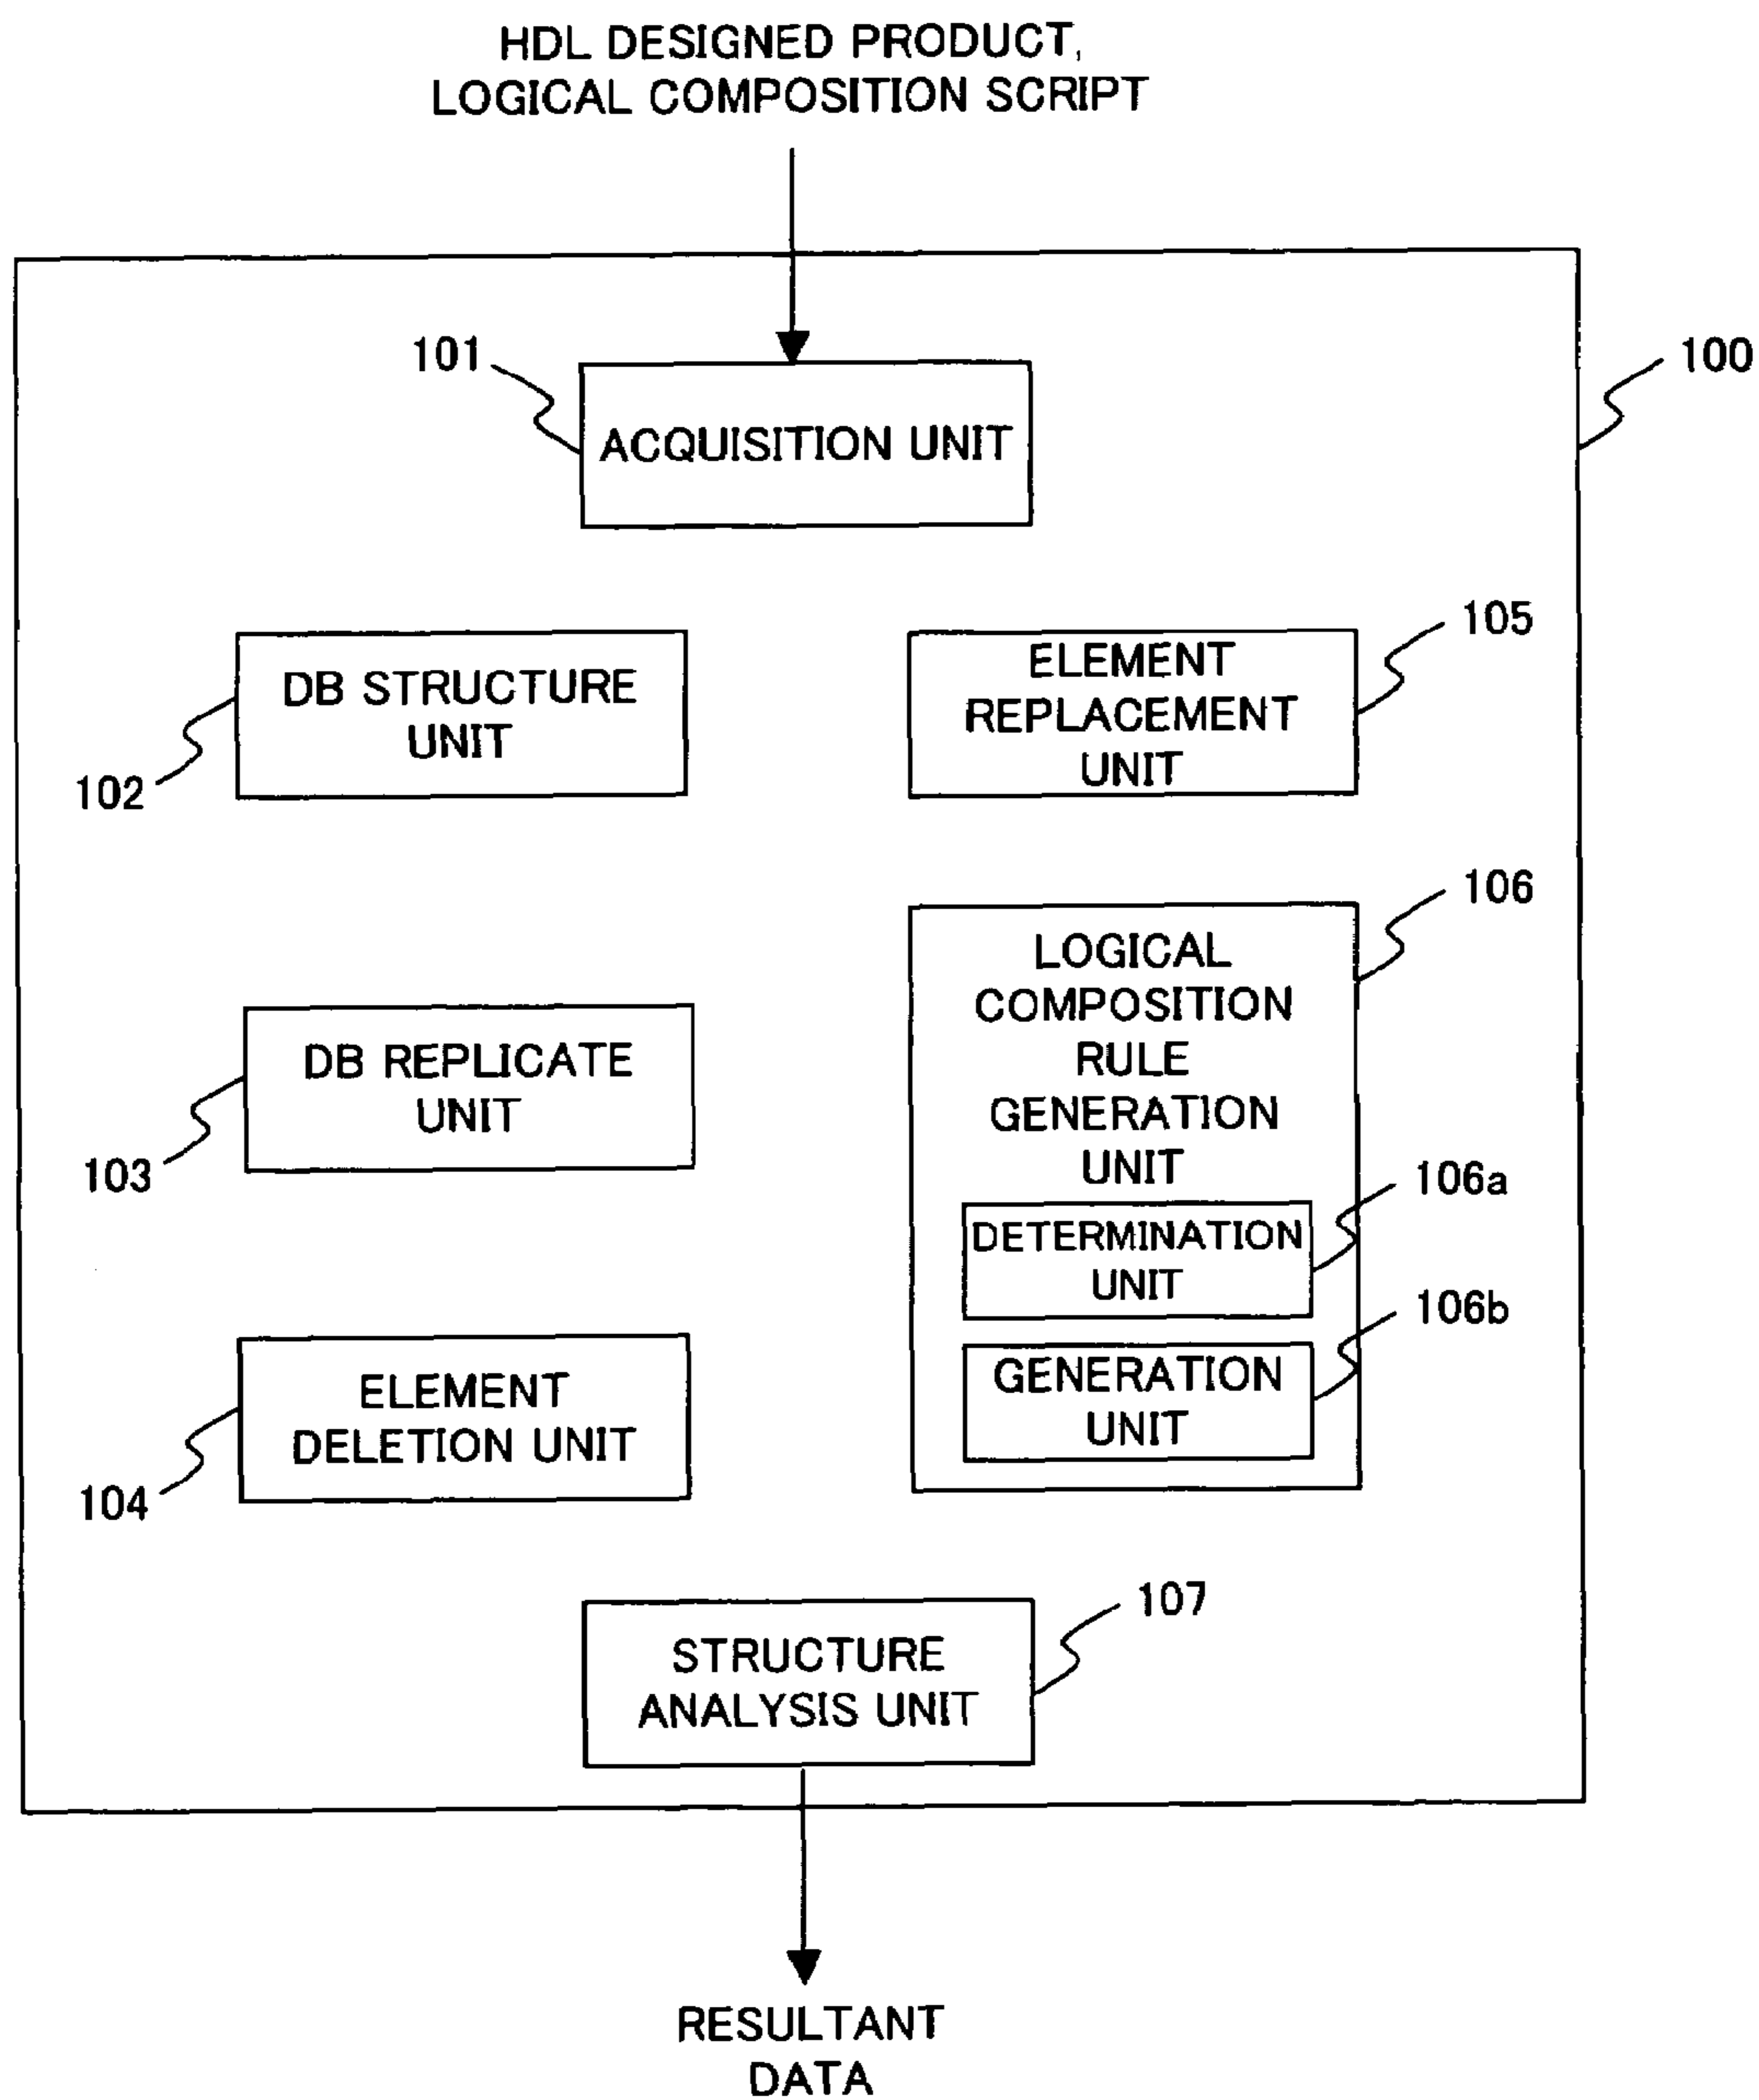 HDL DESIGNED PRODUCT,
LOGICAL COMPOSITION SCRIPT
101
100
ACQUISITION UNIT
105
DB STRUCTURE
UNIT
102
ELEMENT
REPLACEMENT
UNIT
106
LOGICAL
COMPOSITION
RULE
GENERATION
UNIT
DB REPLICATE
UNIT
103
106a
DETERMINATION
UNIT
106b
GENERATION
UNIT
ELEMENT
DELETION UNIT
104
107
STRUCTURE
ANALYSIS UNIT
RESULTANT
DATA